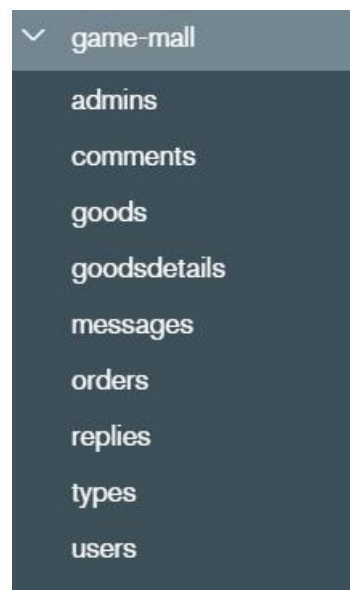 game-mall
admins
comments
goods
goodsdetails
messages
orders
replies
types
users